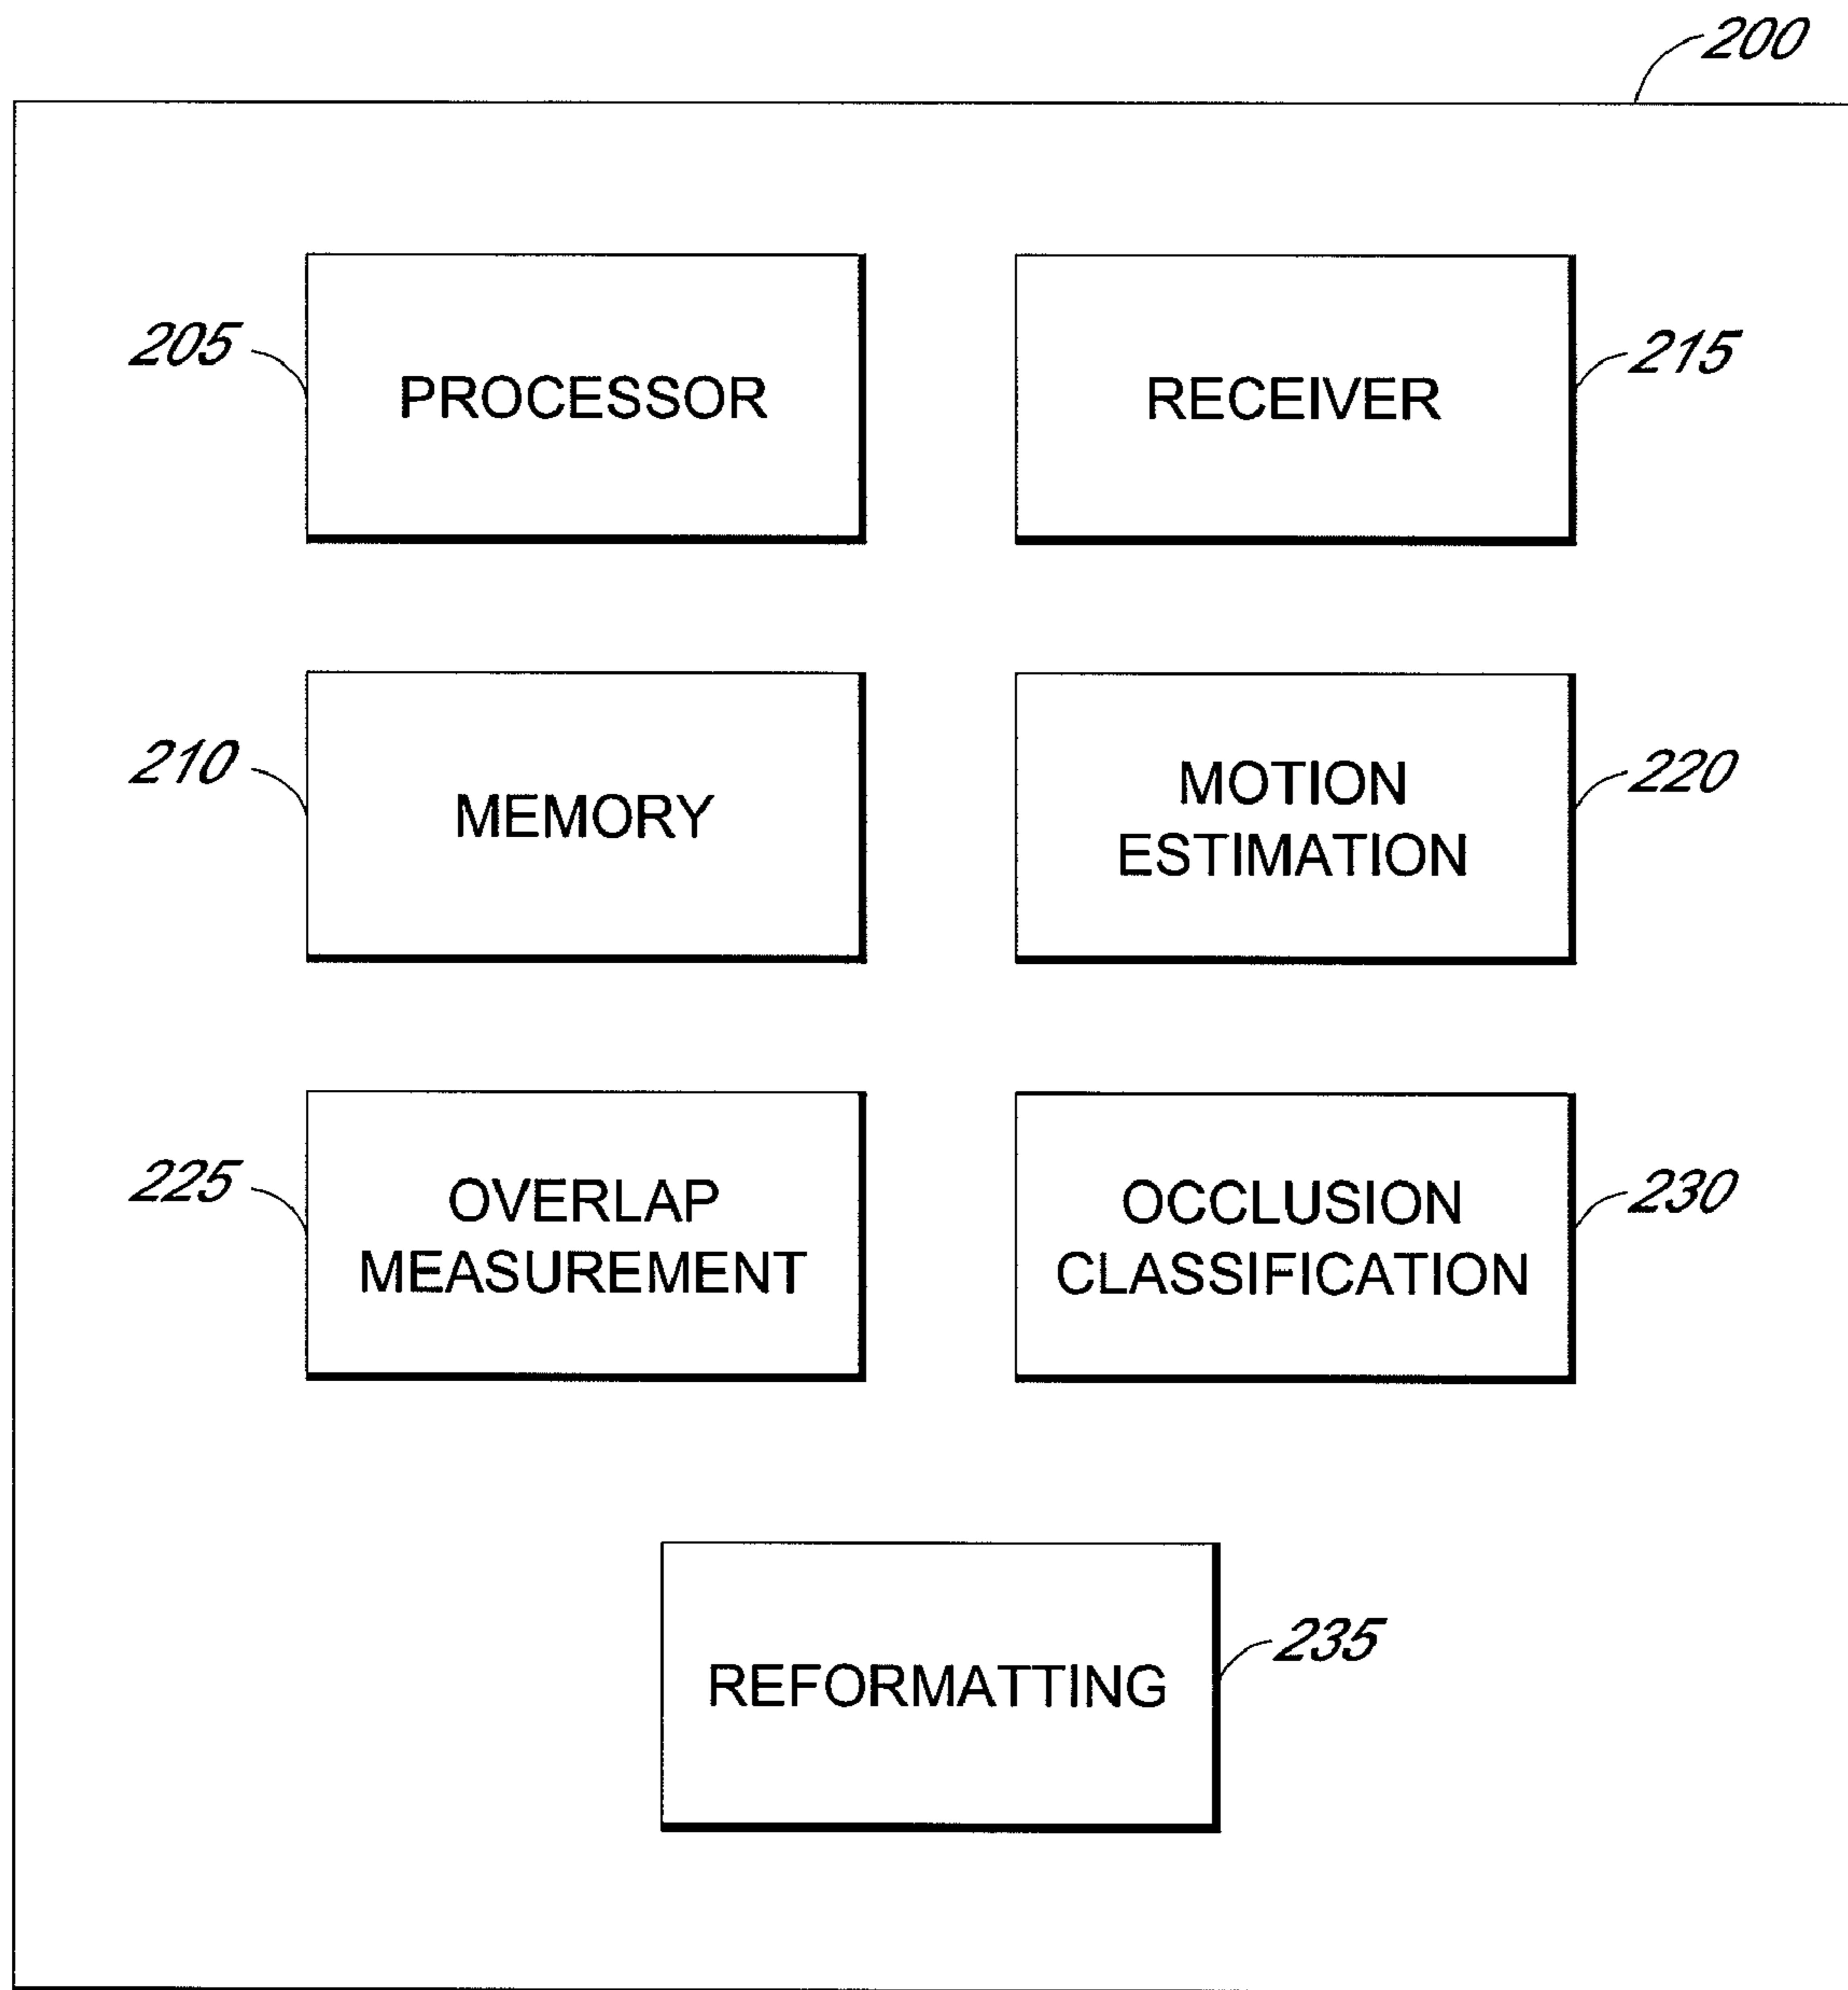 200
205
PROCESSOR
RECEIVER
215
210
MEMORY
MOTION
ESTIMATION
220
225
OVERLAP
MEASUREMENT
OCCLUSION
CLASSIFICATION
230
REFORMATTING
235